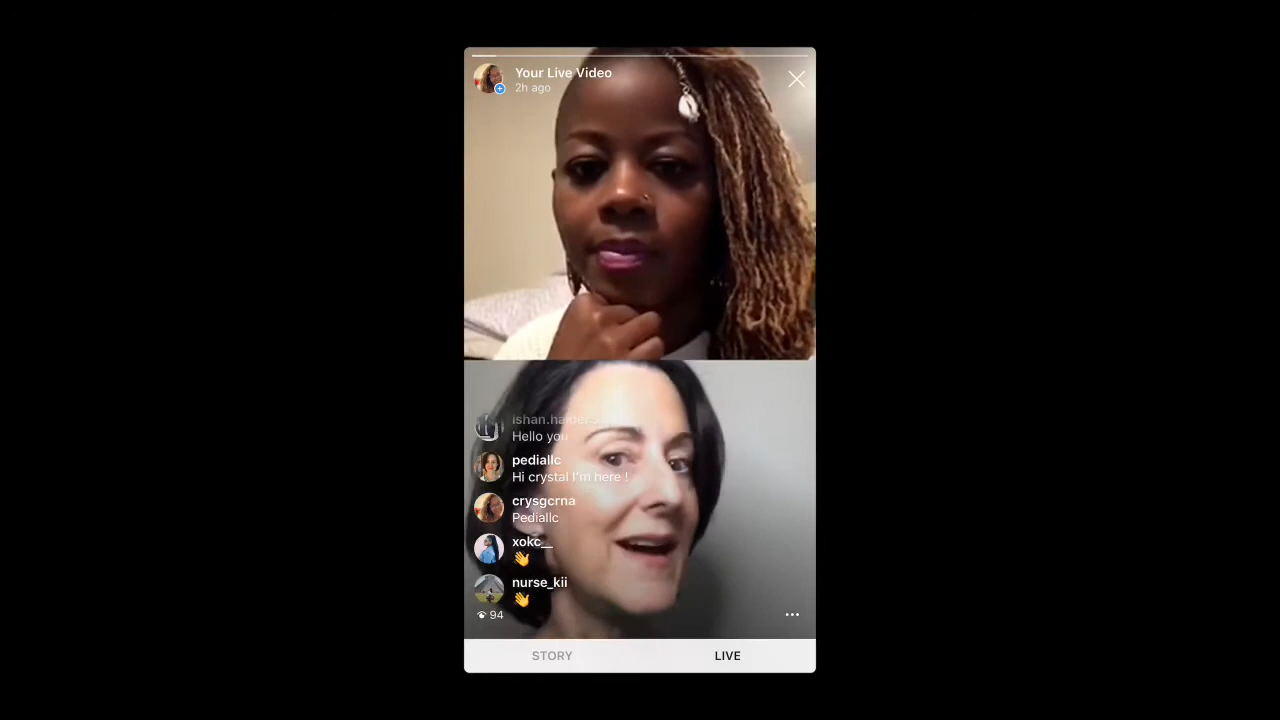 Your Live Video
2h ago
Hello you
pediallc
Hi crystal I'm here !
crysgcrna
Pediallc
xokc__
👋
nurse_kii
👋
94
STORY LIVE